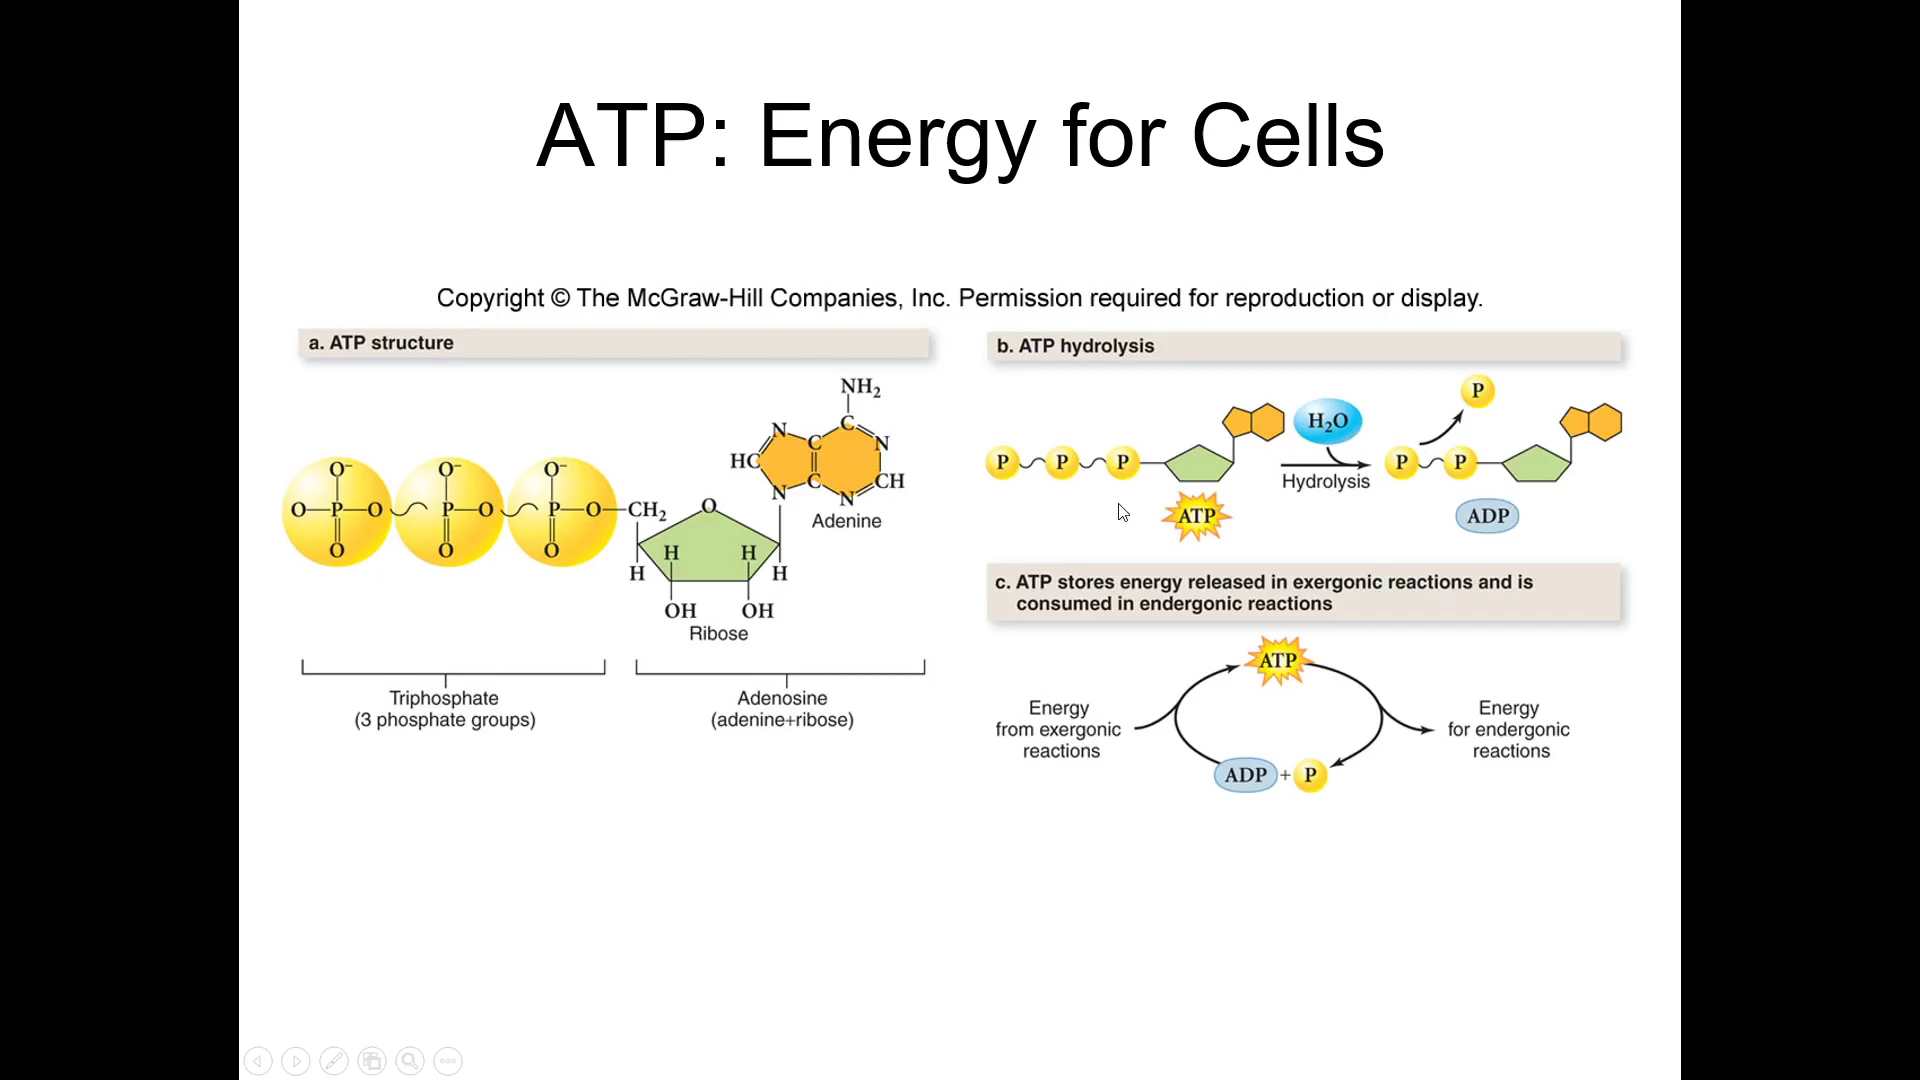 ATP: Energy for Cells
Copyright © The McGraw-Hill Companies, Inc. Permission required for reproduction or display.
a. ATP structure
NH₂
C
N
N
C
HC
C
CH
N
N
Adenine
O⁻
O⁻
O⁻
O—P—O
P—O
P—O—CH₂
O
O
O
O
H
H
H
H
OH
OH
Ribose
Triphosphate
(3 phosphate groups)
Adenosine
(adenine+ribose)
b. ATP hydrolysis
P
P
P
H₂O
Hydrolysis
P
P
P
ATP
ADP
c. ATP stores energy released in exergonic reactions and is
consumed in endergonic reactions
ATP
Energy
from exergonic
reactions
Energy
for endergonic
reactions
ADP + P